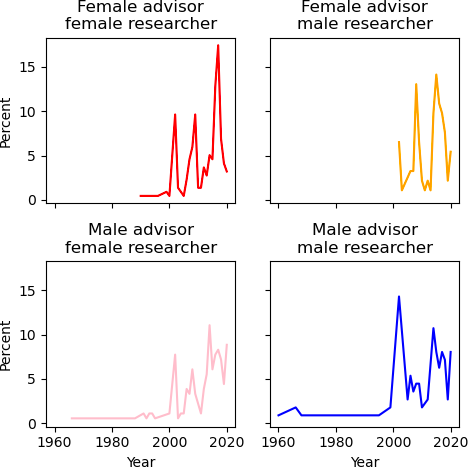 Female advisor
female researcher
Female advisor
male researcher
Percent
15
10
5
0
Male advisor
female researcher
Male advisor
male researcher
Percent
15
10
5
0
1960
2000
2020
1960
1980
2000
2020
Year
Year